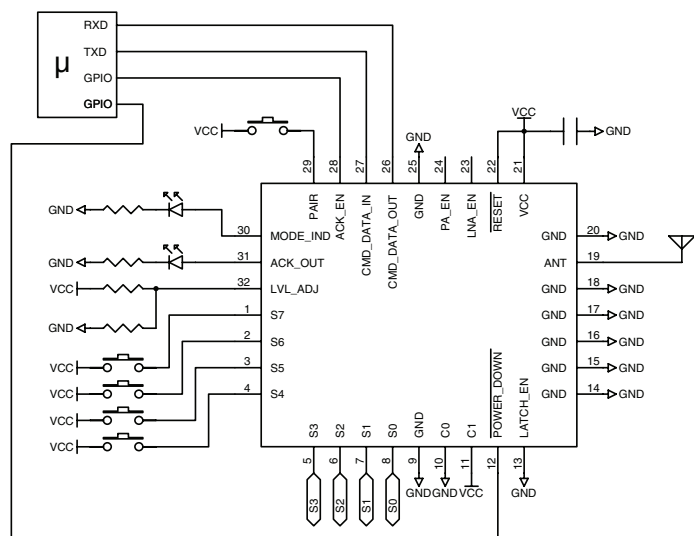 RXD
TXD
µ
GPIO
GPIO
VCC
GND
VCC
GND
29
28
27
26
25
24
23
22
21
PAIR
ACK_EN
CMD_DATA_IN
CMD_DATA_OUT
GND
PA_EN
LNA_EN
RESET
VCC
GND
30
MODE_IND
GND
20
GND
GND
31
ACK_OUT
ANT
19
VCC
32
LVL_ADJ
GND
18
GND
GND
1
S7
GND
17
GND
2
S6
GND
16
GND
VCC
3
S5
GND
15
GND
VCC
4
S4
GND
14
GND
VCC
VCC
S3
S2
S1
S0
GND
C0
C1
POWER_DOWN
LATCH_EN
5
6
7
8
9
10
11
12
13
S3
S2
S1
S0
GND
GND
VCC
GND